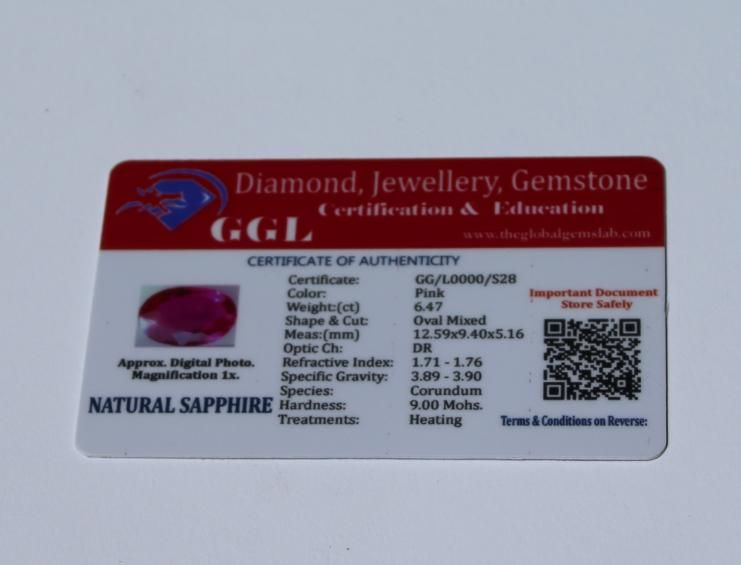 Diamond, Jewellery, Gemstone
Certification & Education
GGL
www.theglobalgemslab.com
CERTIFICATE OF AUTHENTICITY
Certificate: GG/L0000/S28
Color: Pink
Weight:(ct) 6.47
Shape & Cut: Oval Mixed
Meas:(mm) 12.59x9.40x5.16
Optic Ch: DR
Refractive Index: 1.71 - 1.76
Specific Gravity: 3.89 - 3.90
Species: Corundum
Hardness: 9.00 Mohs.
Treatments: Heating
Approx. Digital Photo.
Magnification 1x.
NATURAL SAPPHIRE
Important Document
Store Safely
Terms & Conditions on Reverse: